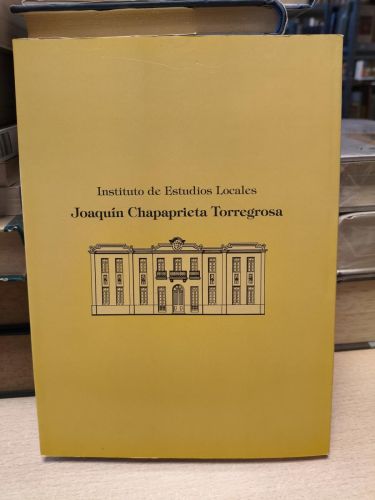 Instituto de Estudios Locales
Joaquín Chapaprieta Torregrosa